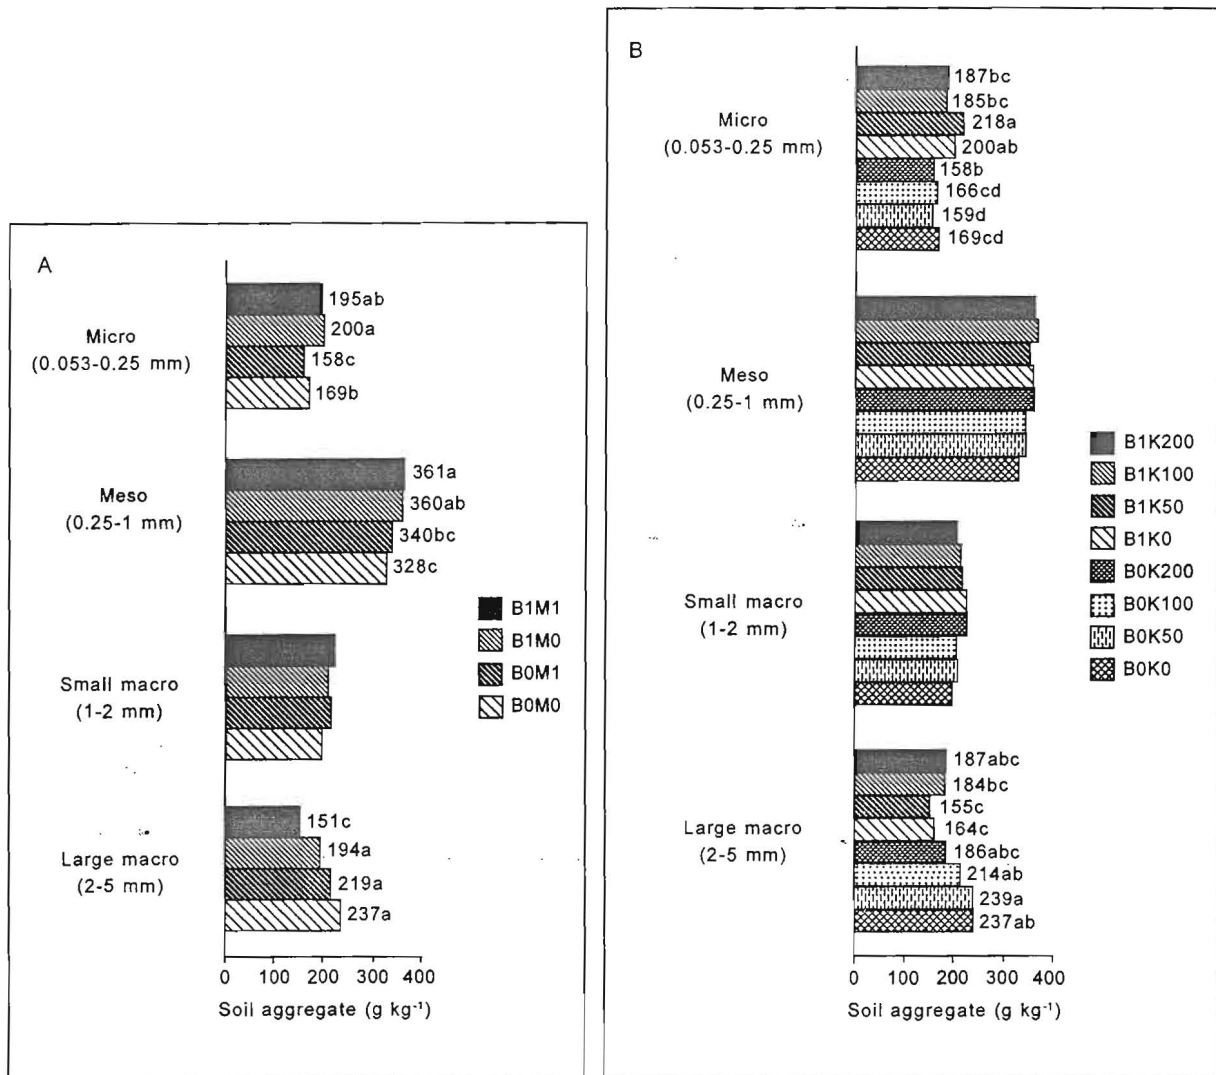 A
Micro
(0.053-0.25 mm)
195ab
200a
158c
169b
Meso
(0.25-1 mm)
361a
360ab
340bc
328c
Small macro
(1-2 mm)
Large macro
(2-5 mm)
151c
194a
219a
237a
B1M1
B1M0
B0M1
B0M0
0 100 200 300 400
Soil aggregate (g kg⁻¹)
B
Micro
(0.053-0.25 mm)
187bc
185bc
218a
200ab
158b
166cd
159d
169cd
Meso
(0.25-1 mm)
Small macro
(1-2 mm)
Large macro
(2-5 mm)
187abc
184bc
155c
164c
186abc
214ab
239a
237ab
B1K200
B1K100
B1K50
B1K0
B0K200
B0K100
B0K50
B0K0
0 100 200 300 400
Soil aggregate (g kg⁻¹)